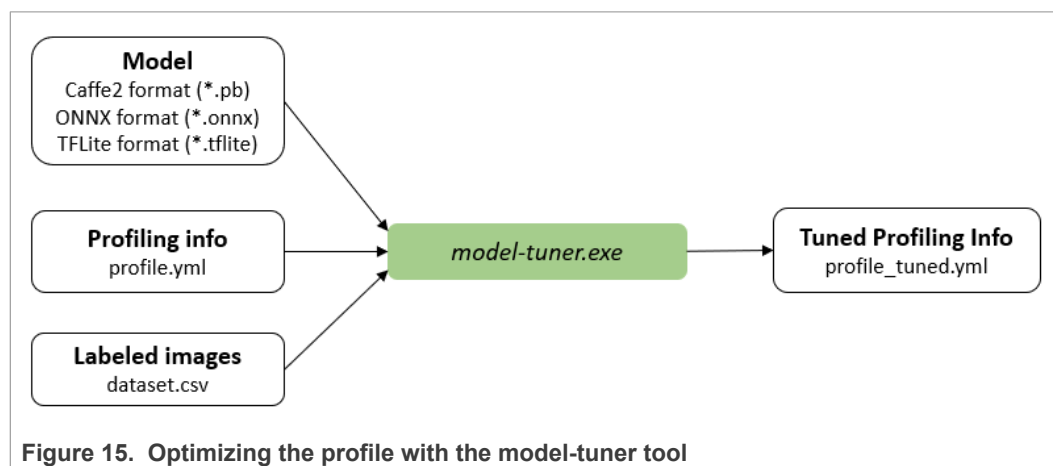 Model
Caffe2 format (*.pb)
ONNX format (*.onnx)
TFLite format (*.tflite)
Profiling info
profile.yml
model-tuner.exe
Tuned Profiling Info
profile_tuned.yml
Labeled images
dataset.csv
Figure 15. Optimizing the profile with the model-tuner tool